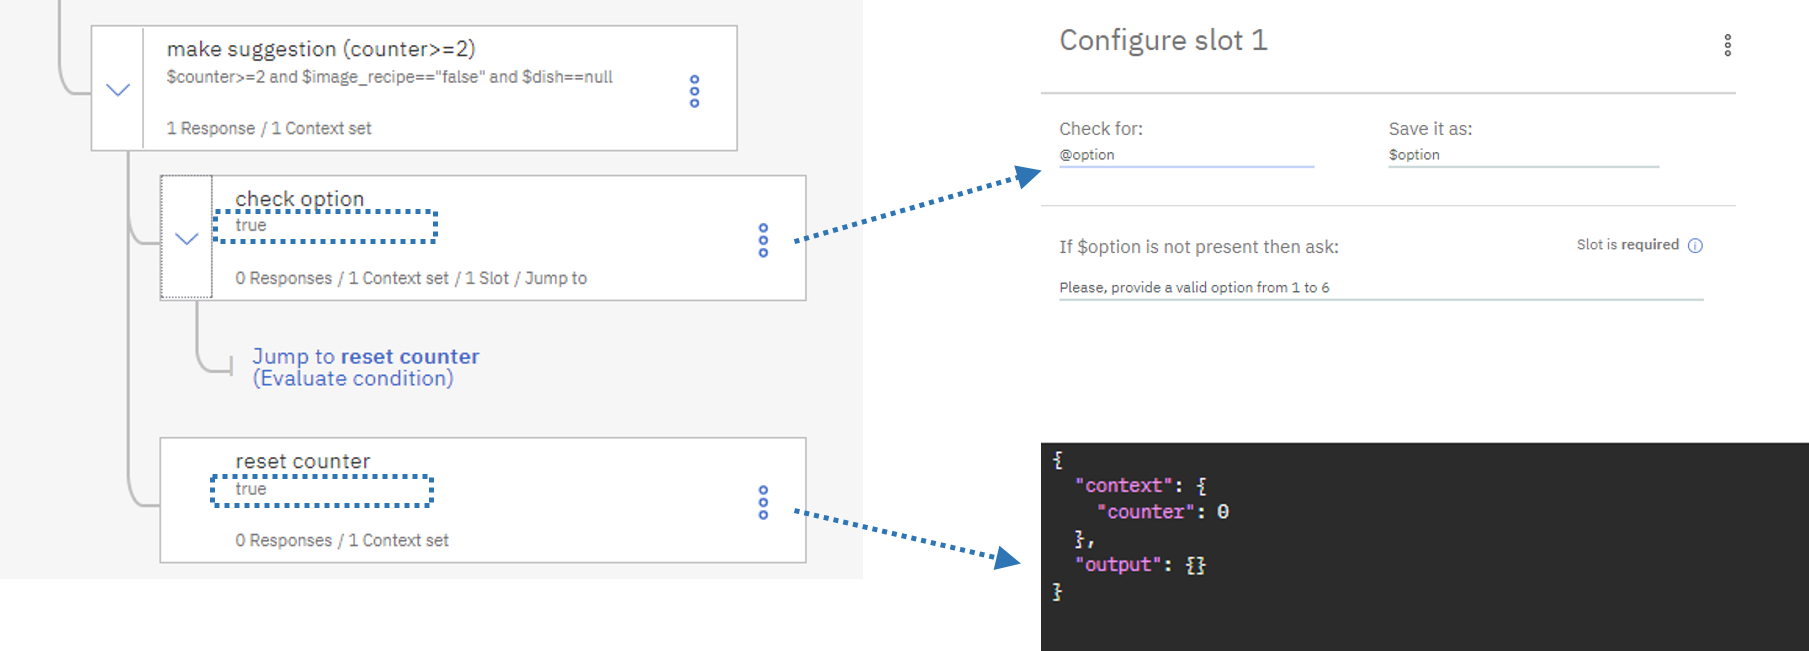 make suggestion (counter>=2)
$counter>=2 and $image_recipe=="false" and $dish==null
1 Response / 1 Context set
check option
true
0 Responses / 1 Context set / 1 Slot / Jump to
Jump to reset counter
(Evaluate condition)
reset counter
true
0 Responses / 1 Context set
Configure slot 1
Check for:
Save it as:
@option
$option
If $option is not present then ask:
Slot is required
Please, provide a valid option from 1 to 6
{
"context": {
"counter": 0
},
"output": {}
}